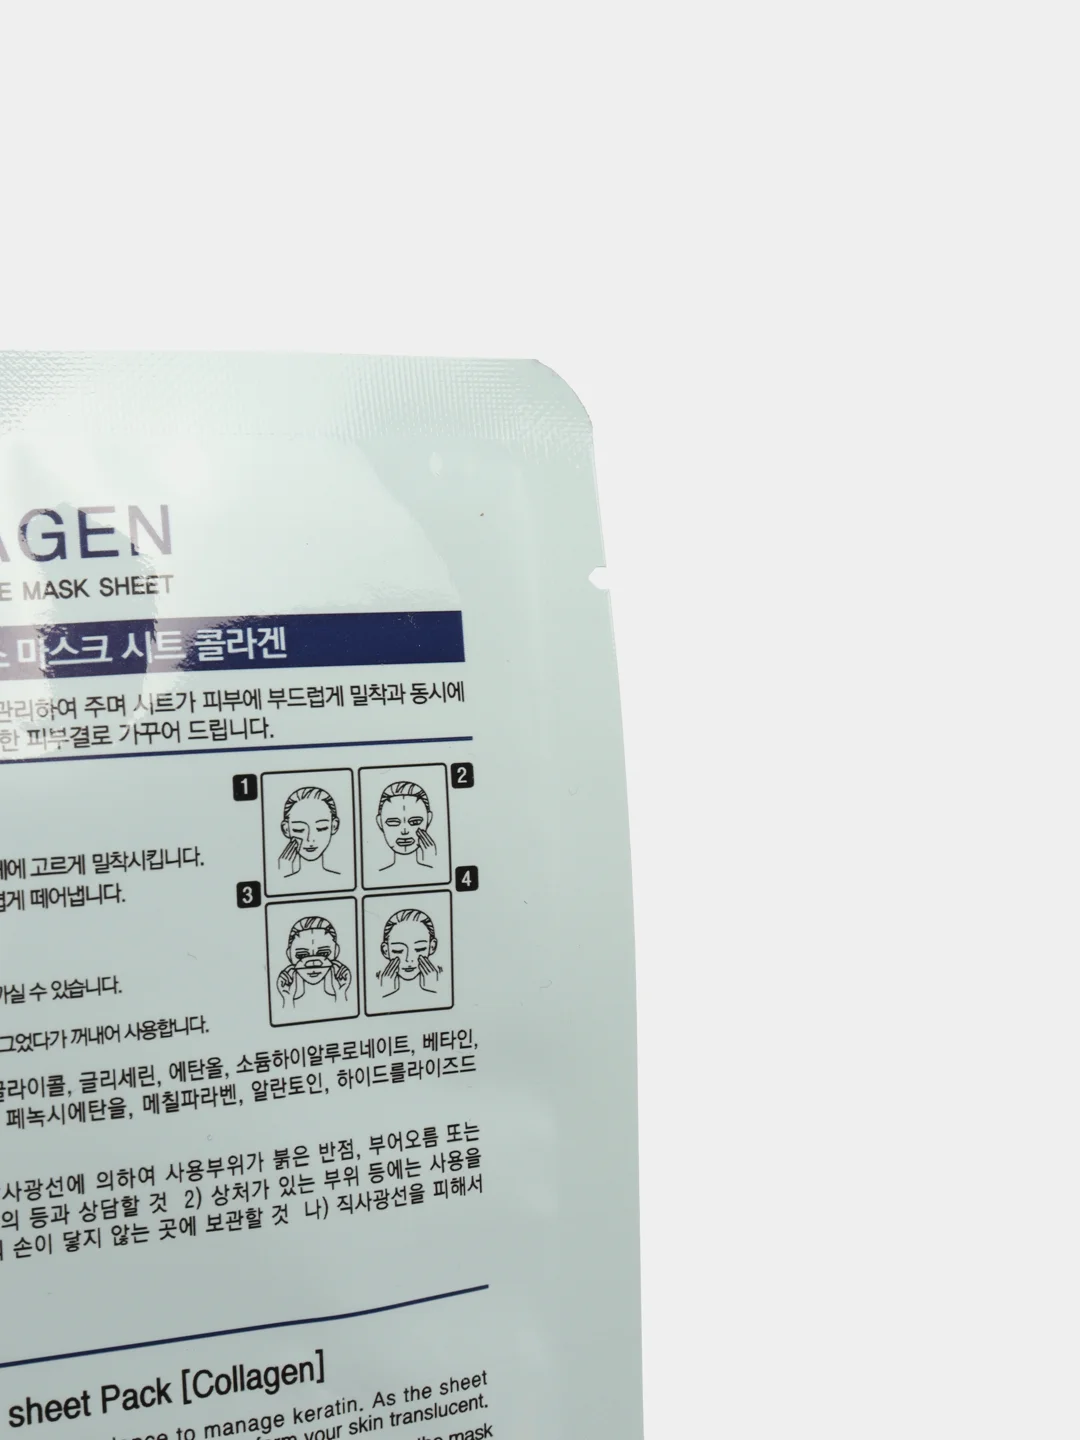 AGEN
E MASK SHEET
마스크 시트 콜라겐
관리하여 주며 시트가 피부에 부드럽게 밀착과 동시에
한 피부결로 가꾸어 드립니다.
1
2
에 고르게 밀착시킵니다.
3
4
떼어냅니다.
실 수 있습니다.
그었다가 꺼내어 사용합니다.
글라이콜, 글리세린, 에탄올, 소듐하이알루로네이트, 베타인,
페녹시에탄을, 메칠파라벤, 알란토인, 하이드롤라이즈드
사광선에 의하여 사용부위가 붉은 반점, 부어오름 또는
의 등과 상담할 것 2) 상처가 있는 부위 등에는 사용을
손이 닿지 않는 곳에 보관할 것 나) 직사광선을 피해서
sheet Pack [Collagen]
to manage keratin. As the sheet
your skin translucent.
mask